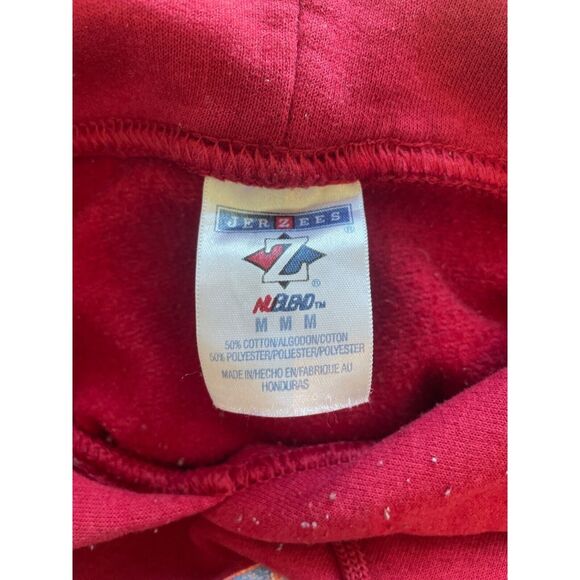 JERZEES®
Z®
NUBLEND™
M M M
50% COTTON/ALGODON/COTON
50% POLYESTER/POLIESTER/POLYESTER
MADE IN/HECHO EN/FABRIQUE AU
HONDURAS